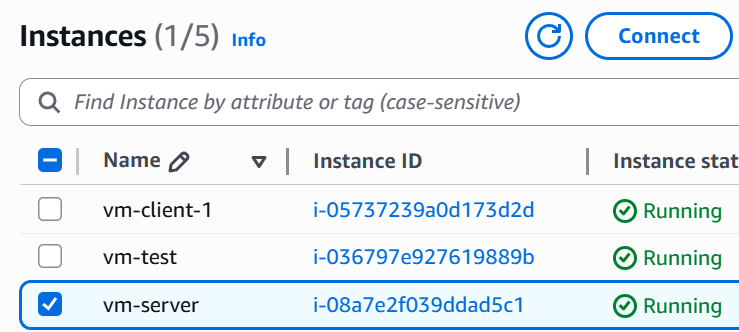 Instances (1/5) Info Connect
Find Instance by attribute or tag (case-sensitive)
Name Instance ID Instance stat
vm-client-1 i-05737239a0d173d2d Running
vm-test i-036797e927619889b Running
vm-server i-08a7e2f039ddad5c1 Running